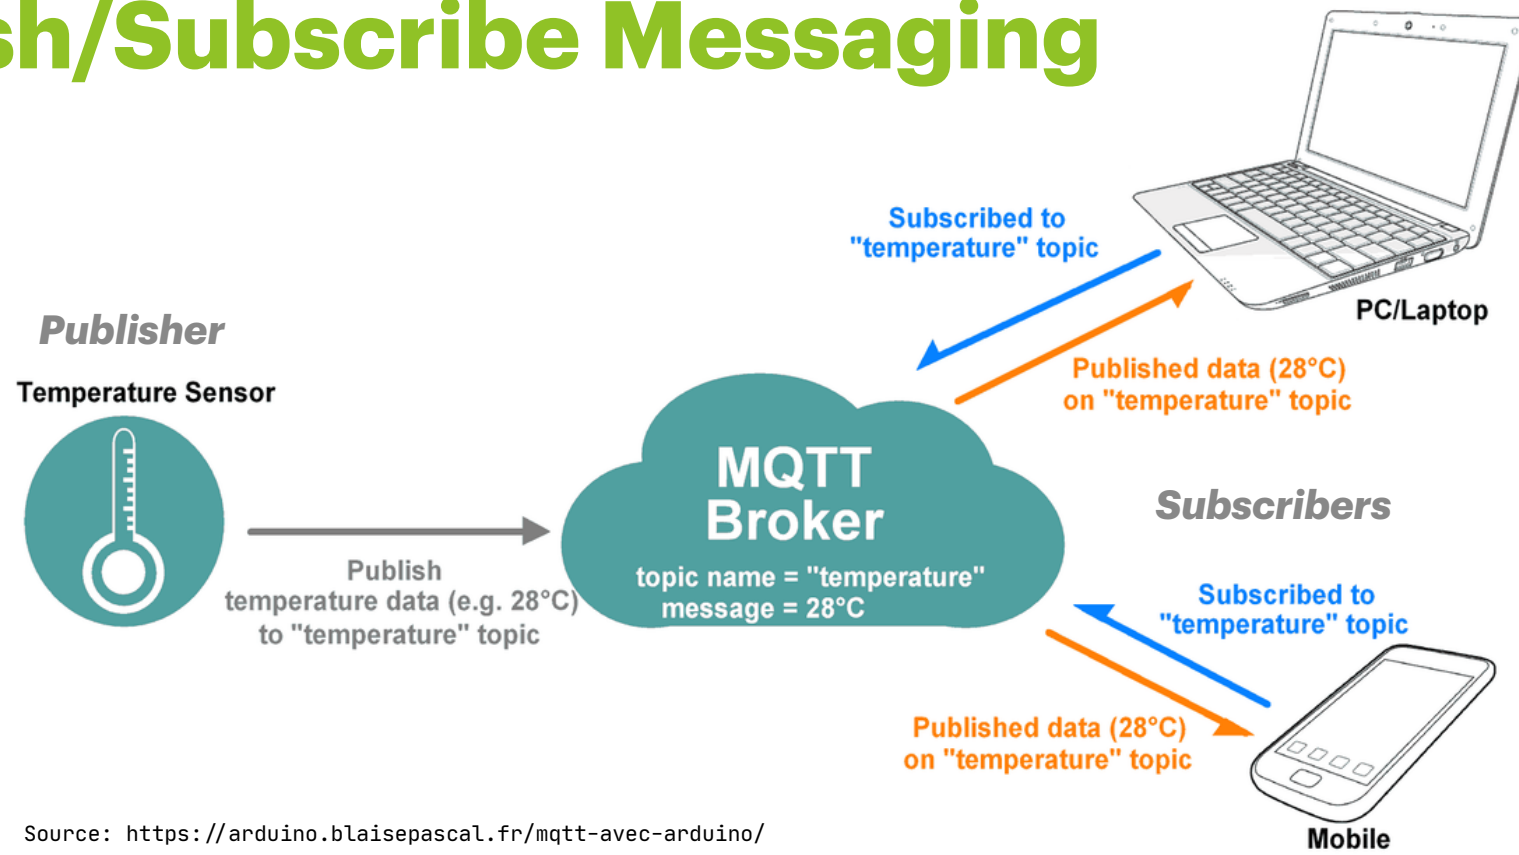 sh/Subscribe Messaging
Subscribed to
"temperature" topic
PC/Laptop
Publisher
Temperature Sensor
Published data (28°C)
on "temperature" topic
MQTT
Broker
topic name = "temperature"
message = 28°C
Subscribers
Publish
temperature data (e.g. 28°C)
to "temperature" topic
Subscribed to
"temperature" topic
Published data (28°C)
on "temperature" topic
Mobile
Source: https://arduino.blaisepascal.fr/mqtt-avec-arduino/